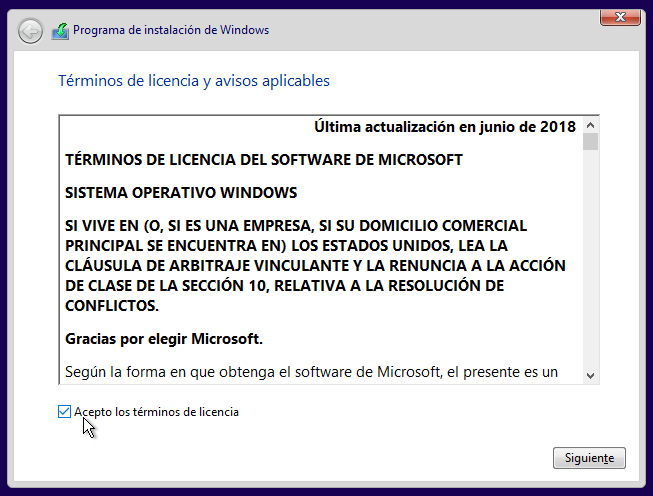 Programa de instalación de Windows
Términos de licencia y avisos aplicables
Última actualización en junio de 2018
TÉRMINOS DE LICENCIA DEL SOFTWARE DE MICROSOFT
SISTEMA OPERATIVO WINDOWS
SI VIVE EN (O, SI ES UNA EMPRESA, SI SU DOMICILIO COMERCIAL
PRINCIPAL SE ENCUENTRA EN) LOS ESTADOS UNIDOS, LEA LA
CLÁUSULA DE ARBITRAJE VINCULANTE Y LA RENUNCIA A LA ACCIÓN
DE CLASE DE LA SECCIÓN 10, RELATIVA A LA RESOLUCIÓN DE
CONFLICTOS.
Gracias por elegir Microsoft.
Según la forma en que obtenga el software de Microsoft, el presente es un
Acepto los términos de licencia
Siguiente